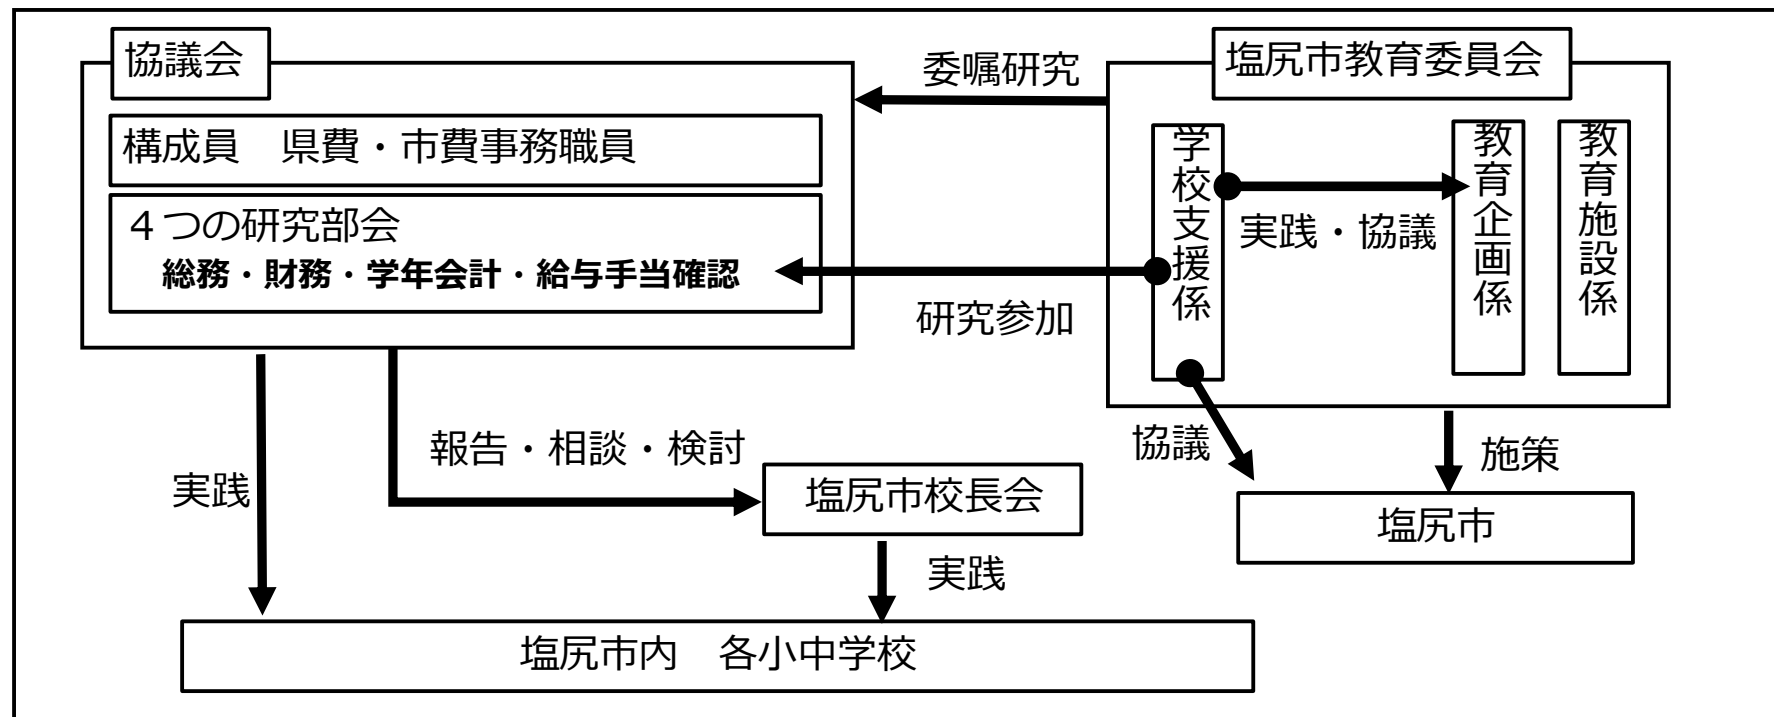 協議会
構成員　県費・市費事務職員
４つの研究部会
総務・財務・学年会計・給与手当確認
委嘱研究
塩尻市教育委員会
学校支援係
実践・協議
教育企画係
教育施設係
研究参加
報告・相談・検討
実践
塩尻市校長会
協議
施策
塩尻市
実践
塩尻市内　各小中学校